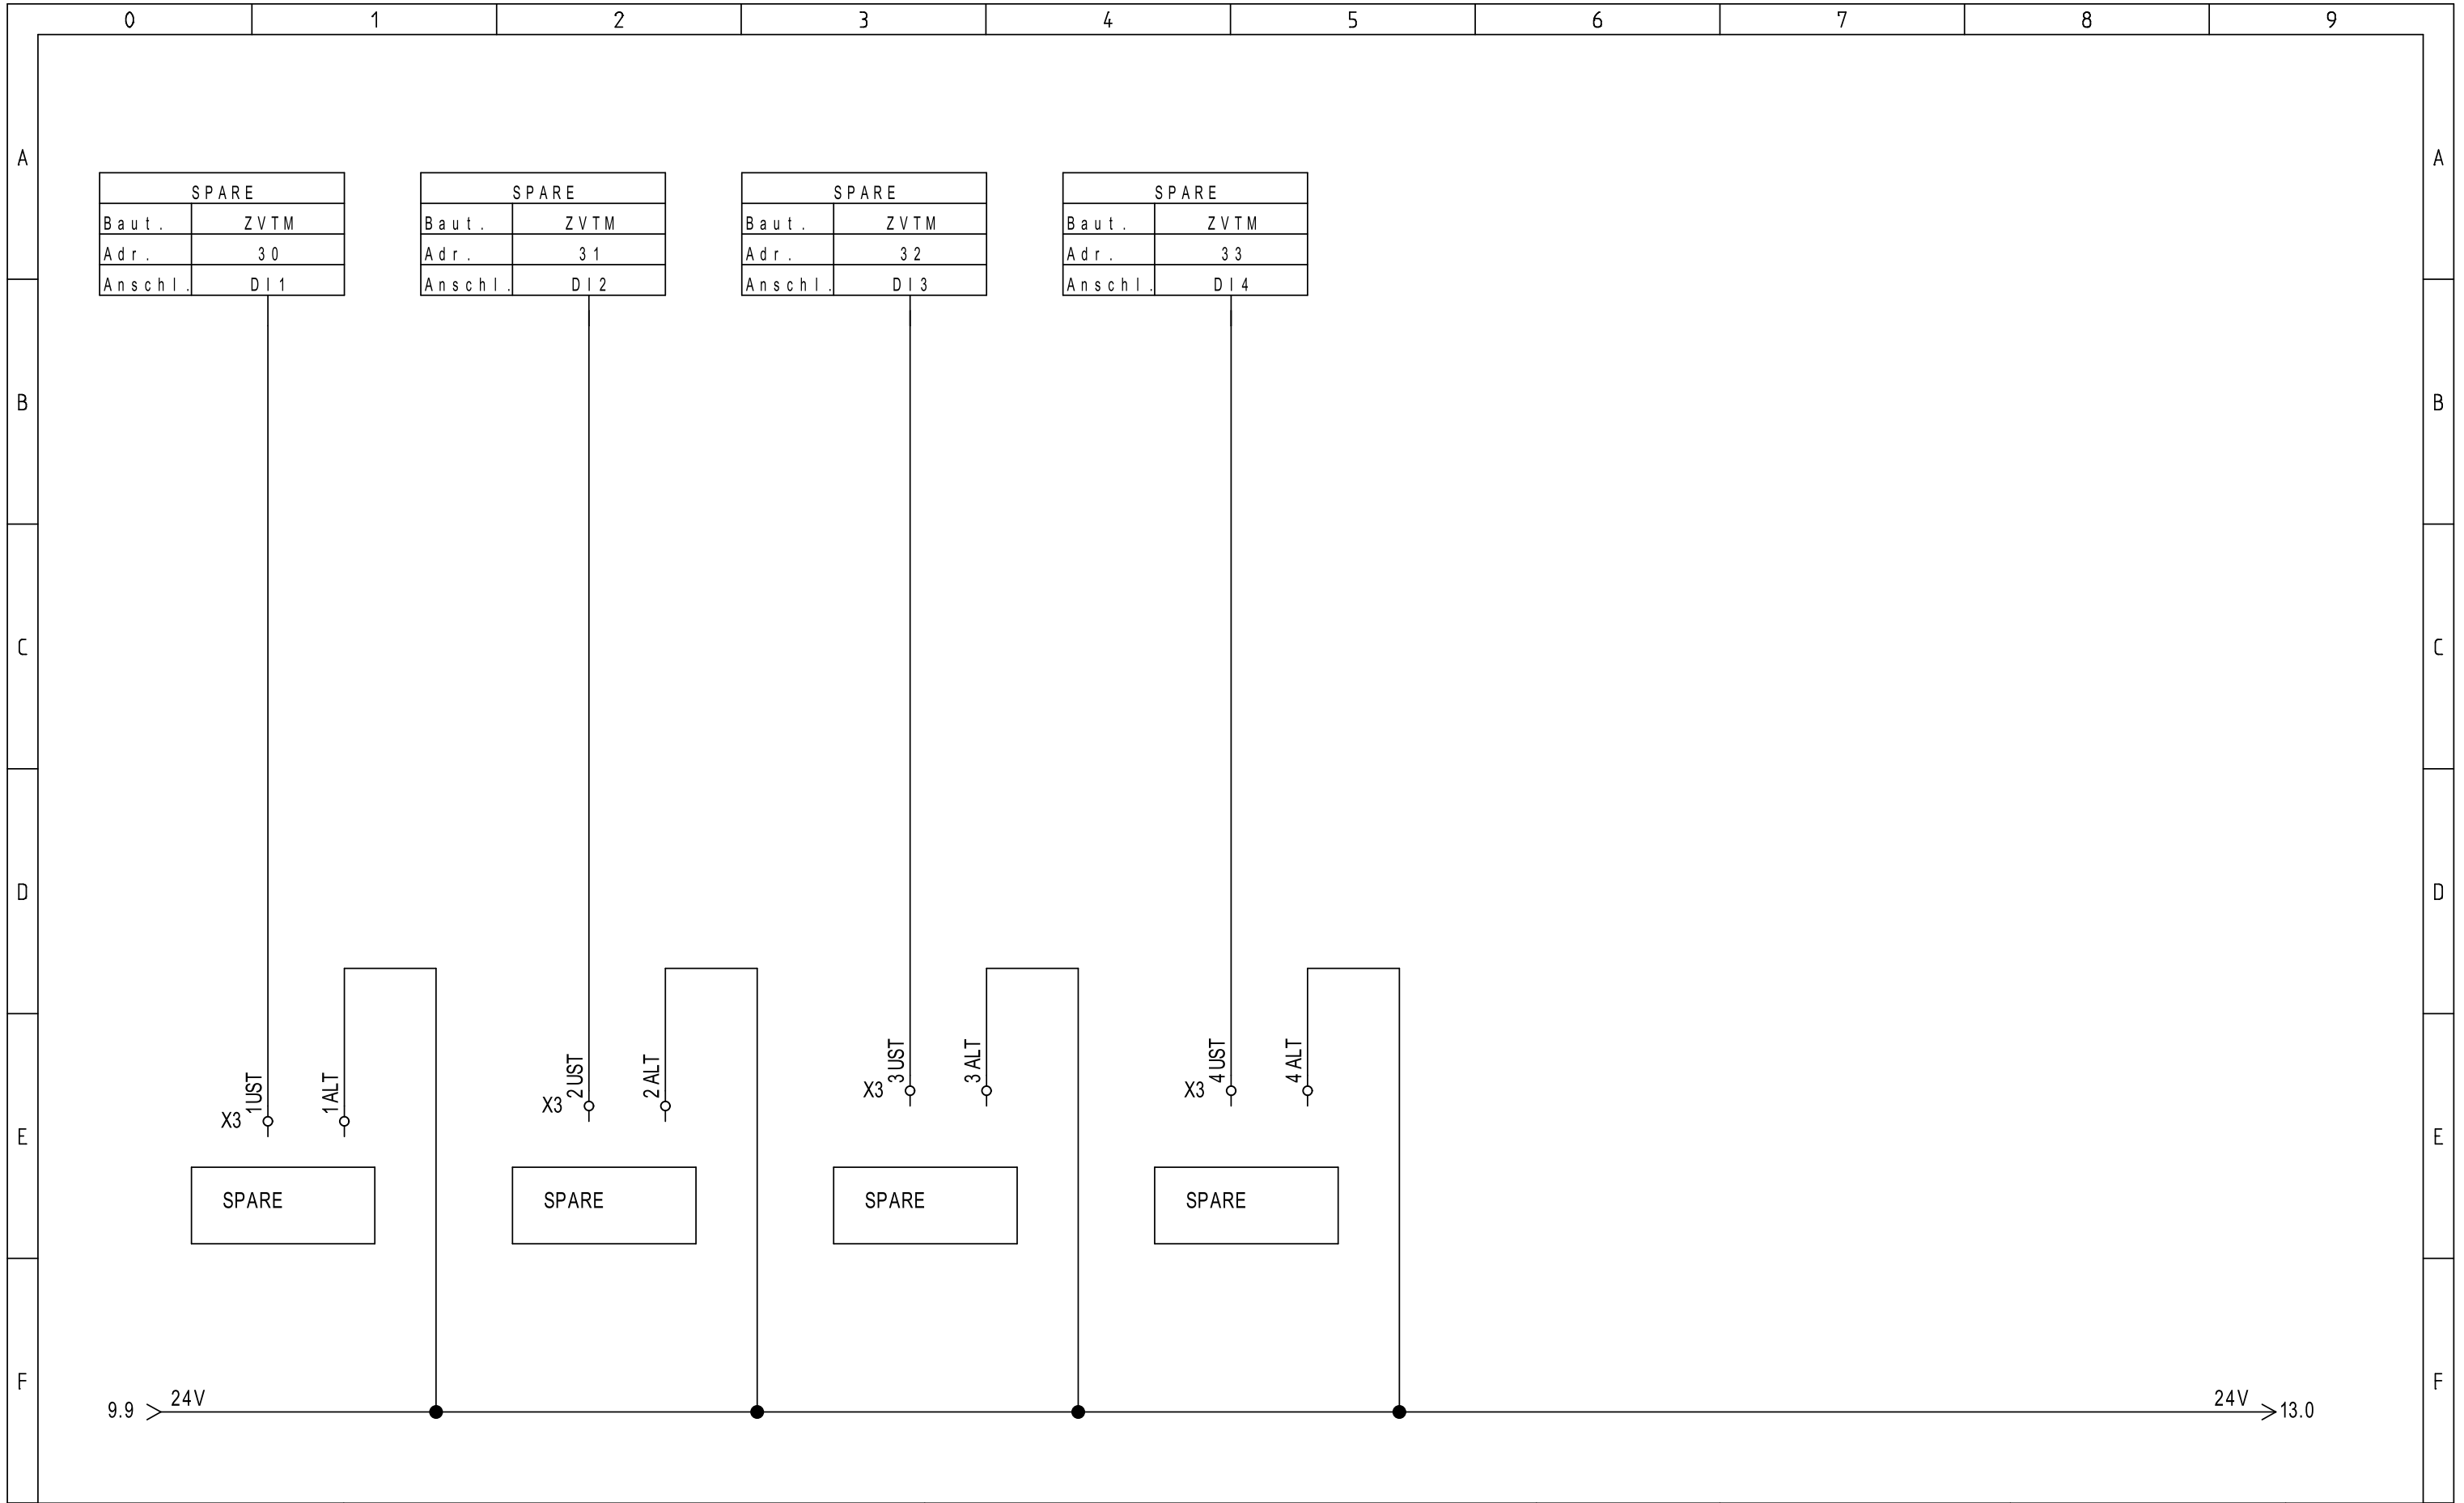 0 1 2 3 4 5 6 7 8 9
A A
SPARE SPARE SPARE SPARE
Baut. ZVTM Baut. ZVTM Baut. ZVTM Baut. ZVTM
Adr. 30 Adr. 31 Adr. 32 Adr. 33
Anschl. DI1 Anschl. DI2 Anschl. DI3 Anschl. DI4
B B
C C
D D
X3 1UST 1ALT X3 2UST 2ALT X3 3UST 3ALT X3 4UST 4ALT
E E
SPARE SPARE SPARE SPARE
F F
9.9 24V 24V 13.0